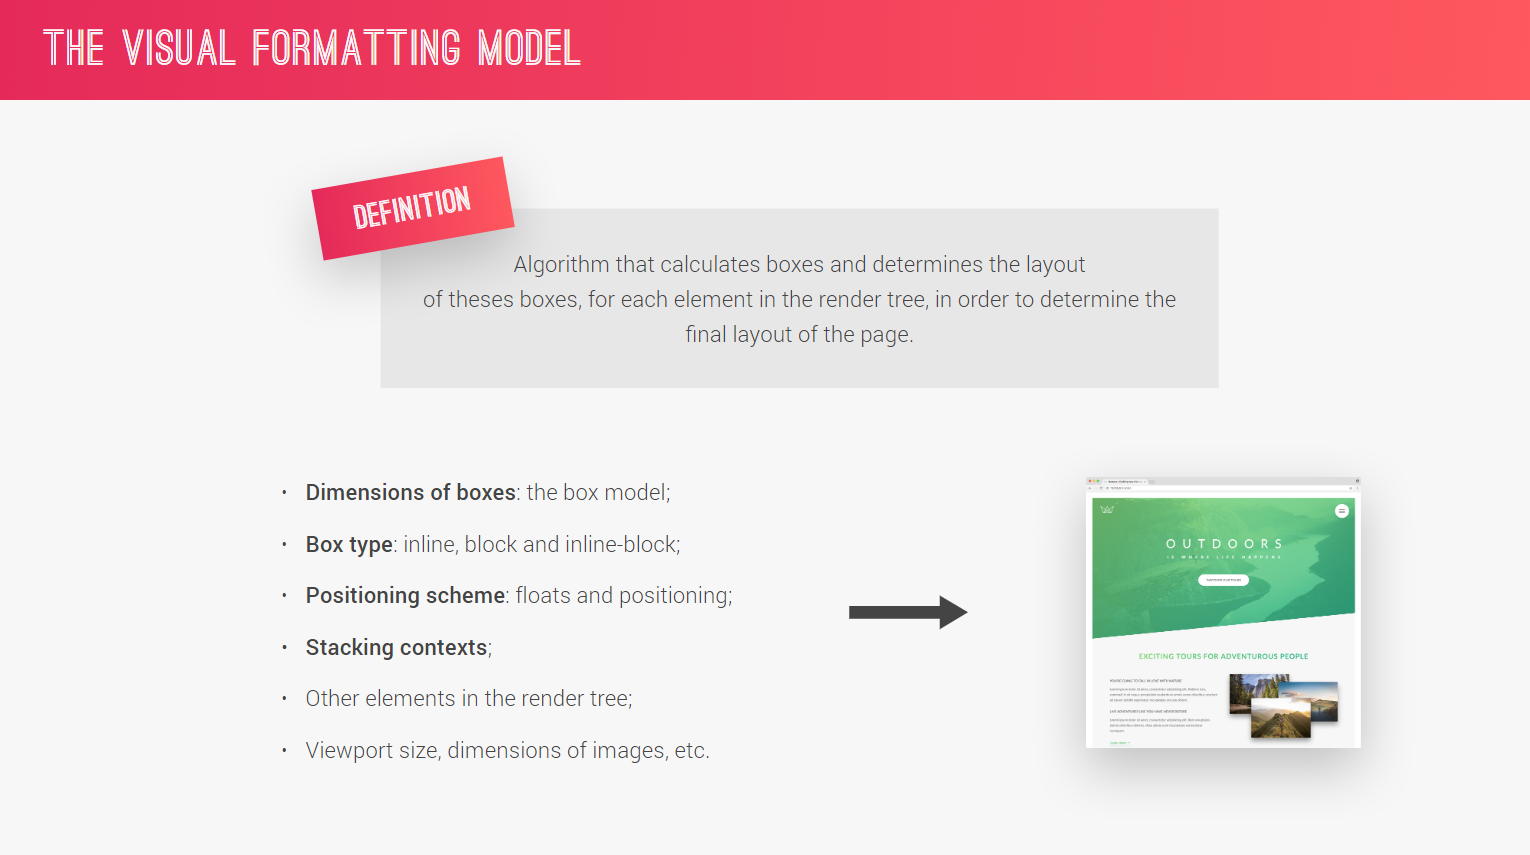 THE VISUAL FORMATTING MODEL
DEFINITION
Algorithm that calculates boxes and determines the layout
of theses boxes, for each element in the render tree, in order to determine the
final layout of the page.
• Dimensions of boxes: the box model;
• Box type: inline, block and inline-block;
• Positioning scheme: floats and positioning;
• Stacking contexts;
• Other elements in the render tree;
• Viewport size, dimensions of images, etc.
OUTDOORS
IS WHERE LIFE HAPPENS
EXCITING TOURS FOR ADVENTUROUS PEOPLE